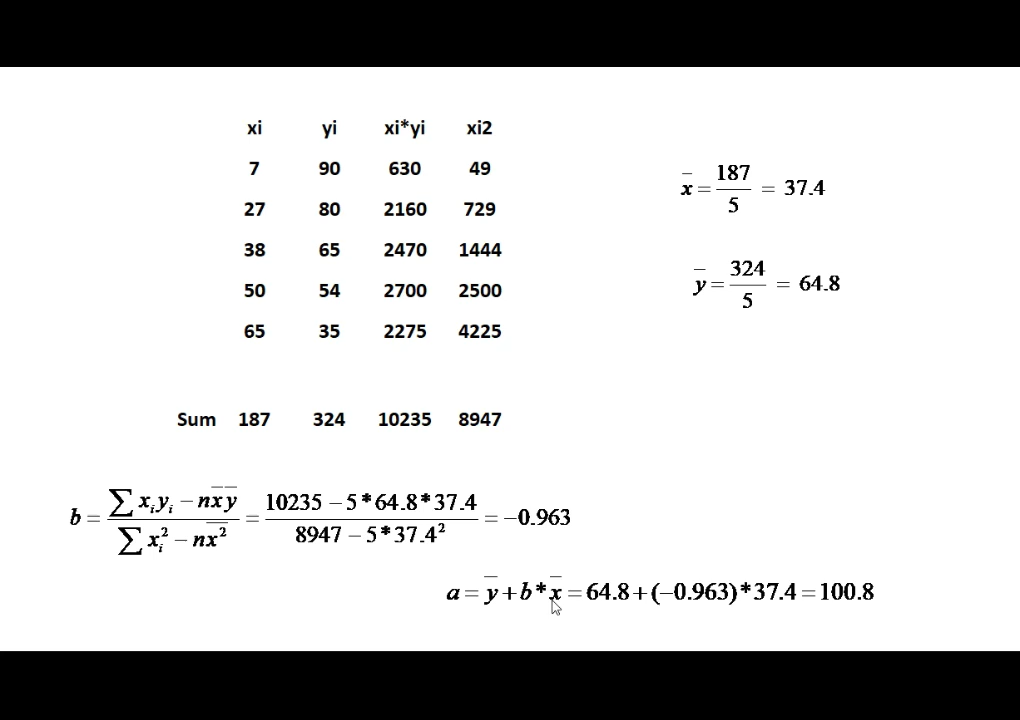 xi yi xi*yi xi2
7 90 630 49
27 80 2160 729
38 65 2470 1444
50 54 2700 2500
65 35 2275 4225
Sum 187 324 10235 8947
x̅ = 187/5 = 37.4
y̅ = 324/5 = 64.8
b = (∑ xᵢyᵢ − nx̅y̅)/(∑ xᵢ² − nx̅²) = (10235 − 5*64.8*37.4)/(8947 − 5*37.4²) = −0.963
a = y̅ + b*x̅ = 64.8 + (−0.963)*37.4 = 100.8